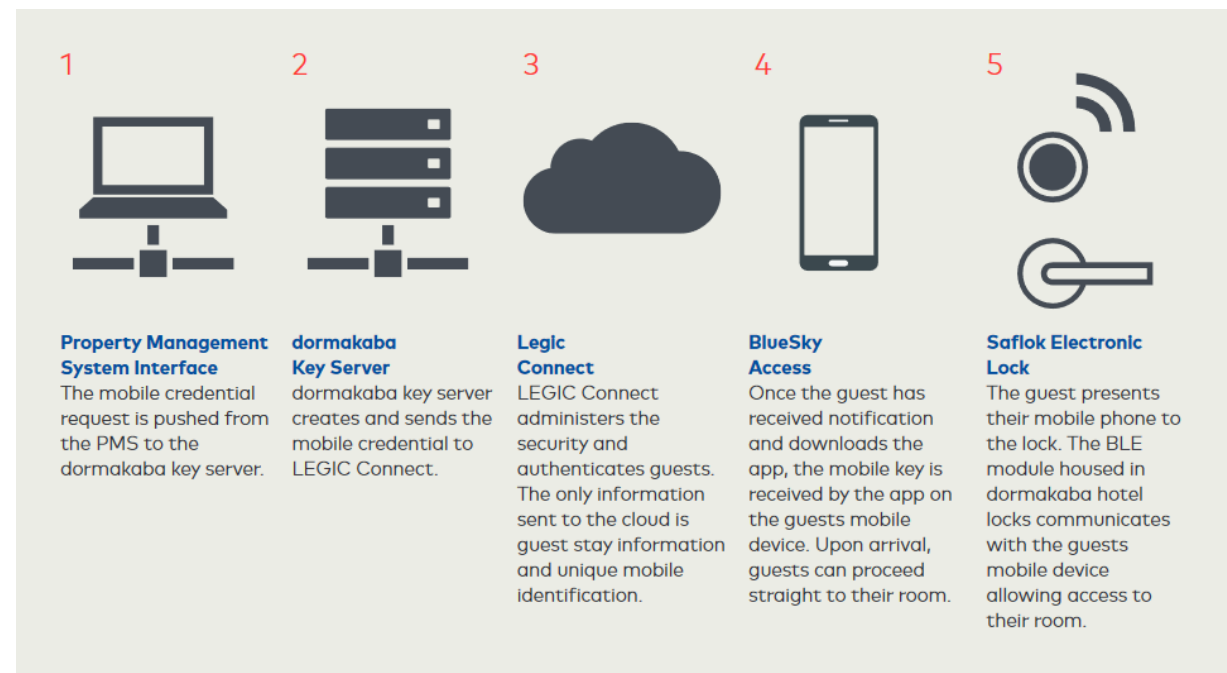 1
Property Management
System Interface
The mobile credential
request is pushed from
the PMS to the
dormakaba key server.
2
dormakaba
Key Server
dormakaba key server
creates and sends the
mobile credential to
LEGIC Connect.
3
Legic
Connect
LEGIC Connect
administers the
security and
authenticates guests.
The only information
sent to the cloud is
guest stay information
and unique mobile
identification.
4
BlueSky
Access
Once the guest has
received notification
and downloads the
app, the mobile key is
received by the app on
the guests mobile
device. Upon arrival,
guests can proceed
straight to their room.
5
Saflok Electronic
Lock
The guest presents
their mobile phone to
the lock. The BLE
module housed in
dormakaba hotel
locks communicates
with the guests
mobile device
allowing access to
their room.